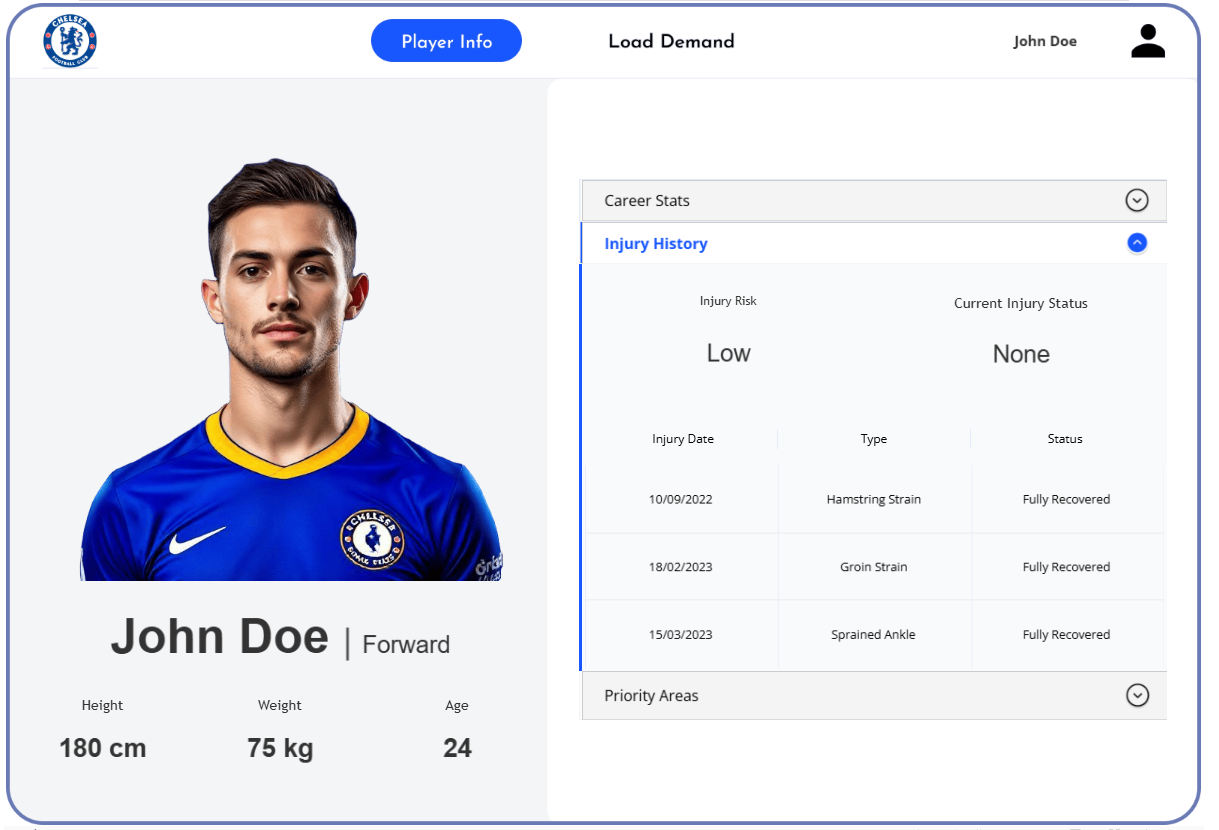 CHELSEA
FOOTBALL CLUB
Player Info
Load Demand
John Doe
Career Stats
Injury History
Injury Risk
Current Injury Status
Low
None
Injury Date Type Status
10/09/2022 Hamstring Strain Fully Recovered
18/02/2023 Groin Strain Fully Recovered
15/03/2023 Sprained Ankle Fully Recovered
Priority Areas
John Doe | Forward
Height Weight Age
180 cm 75 kg 24